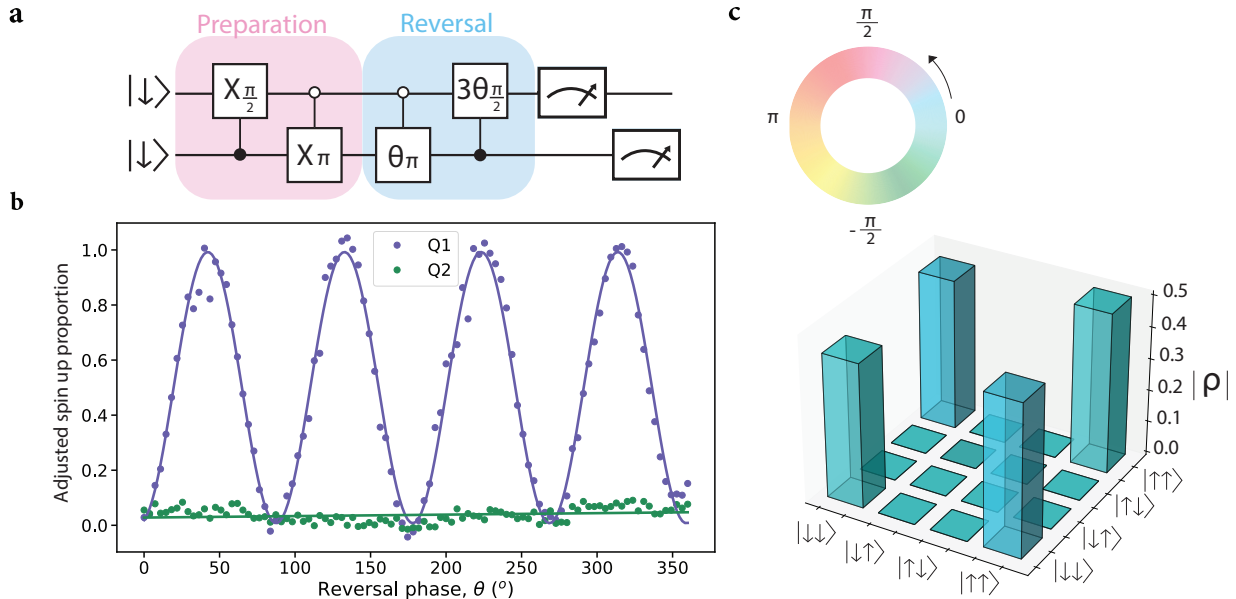 a
Preparation
Reversal
|↓⟩
X π/2
3θ π/2
|↓⟩
Xπ
θπ
b
Adjusted spin up proportion
1.0
0.8
0.6
0.4
0.2
0.0
Q1
Q2
0
50
100
150
200
250
300
350
Reversal phase, θ (°)
c
π/2
π
0
-π/2
0.5
0.4
0.3
0.2
0.1
0.0
|ρ|
|↓↓⟩
|↓↑⟩
|↑↓⟩
|↑↑⟩
|↑↑⟩
|↑↓⟩
|↓↑⟩
|↓↓⟩